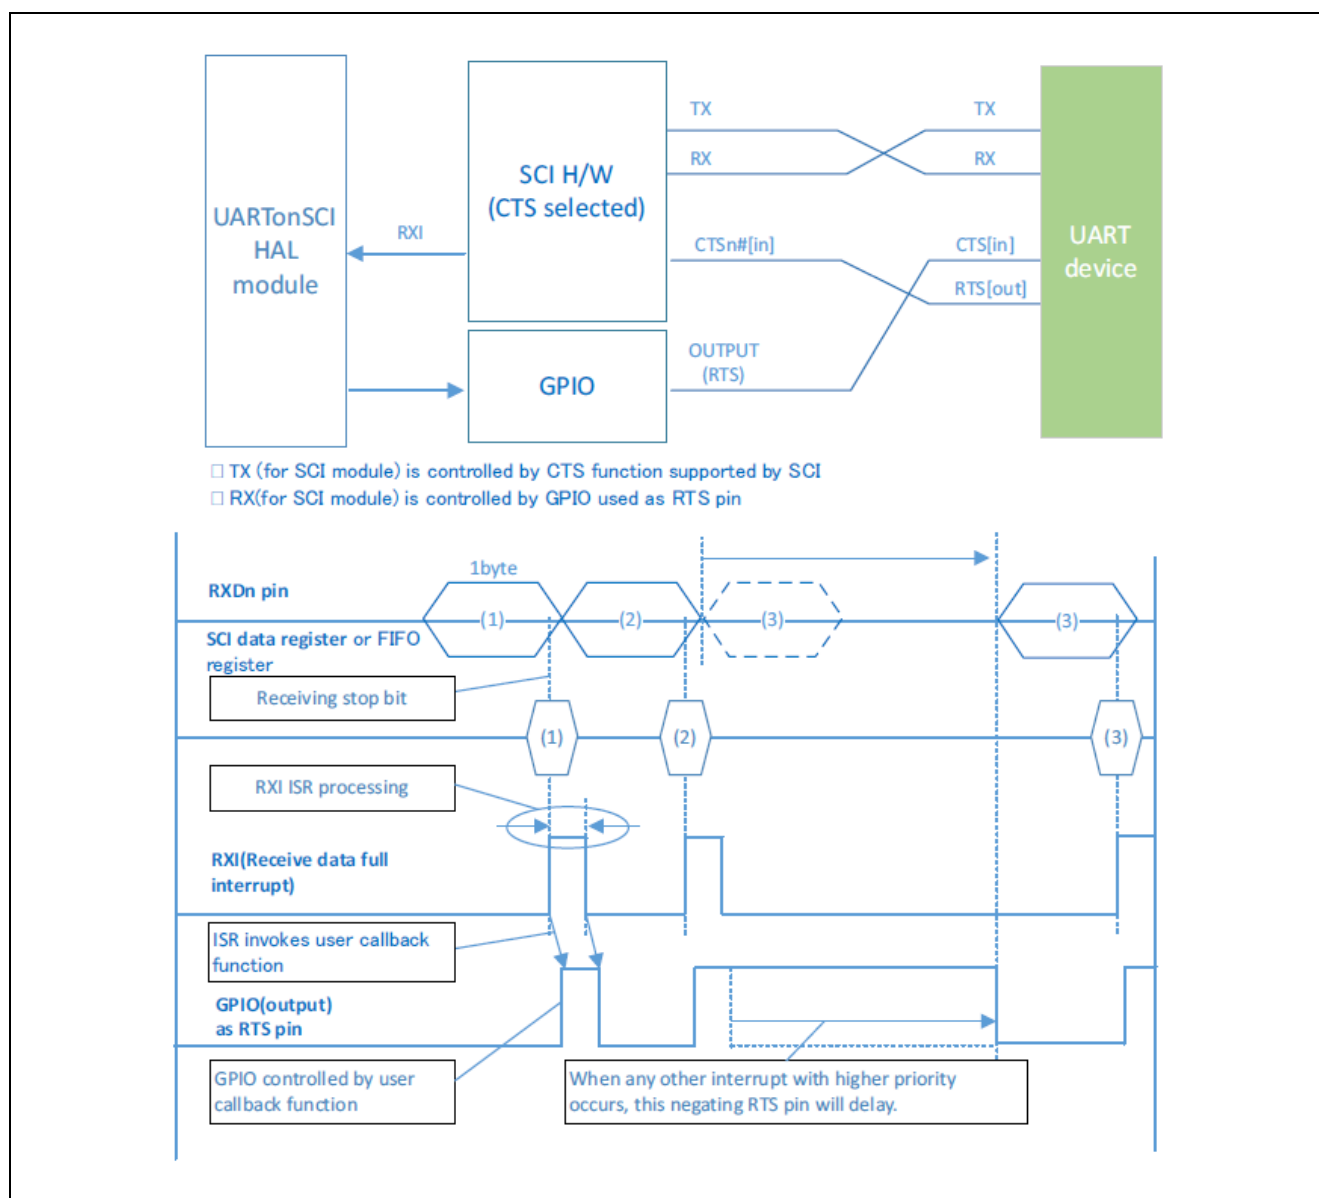 TX
TX
RX
RX
SCI H/W
(CTS selected)
UARTonSCI
HAL
module
RXI
CTSn#[in]
CTS[in]
RTS[out]
UART
device
OUTPUT
(RTS)
GPIO
□ TX (for SCI module) is controlled by CTS function supported by SCI
□ RX(for SCI module) is controlled by GPIO used as RTS pin
1byte
RXDn pin
(1)
(2)
(3)
(3)
SCI data register or FIFO
register
Receiving stop bit
(1)
(2)
(3)
RXI ISR processing
RXI(Receive data full
interrupt)
ISR invokes user callback
function
GPIO(output)
as RTS pin
GPIO controlled by user
callback function
When any other interrupt with higher priority
occurs, this negating RTS pin will delay.